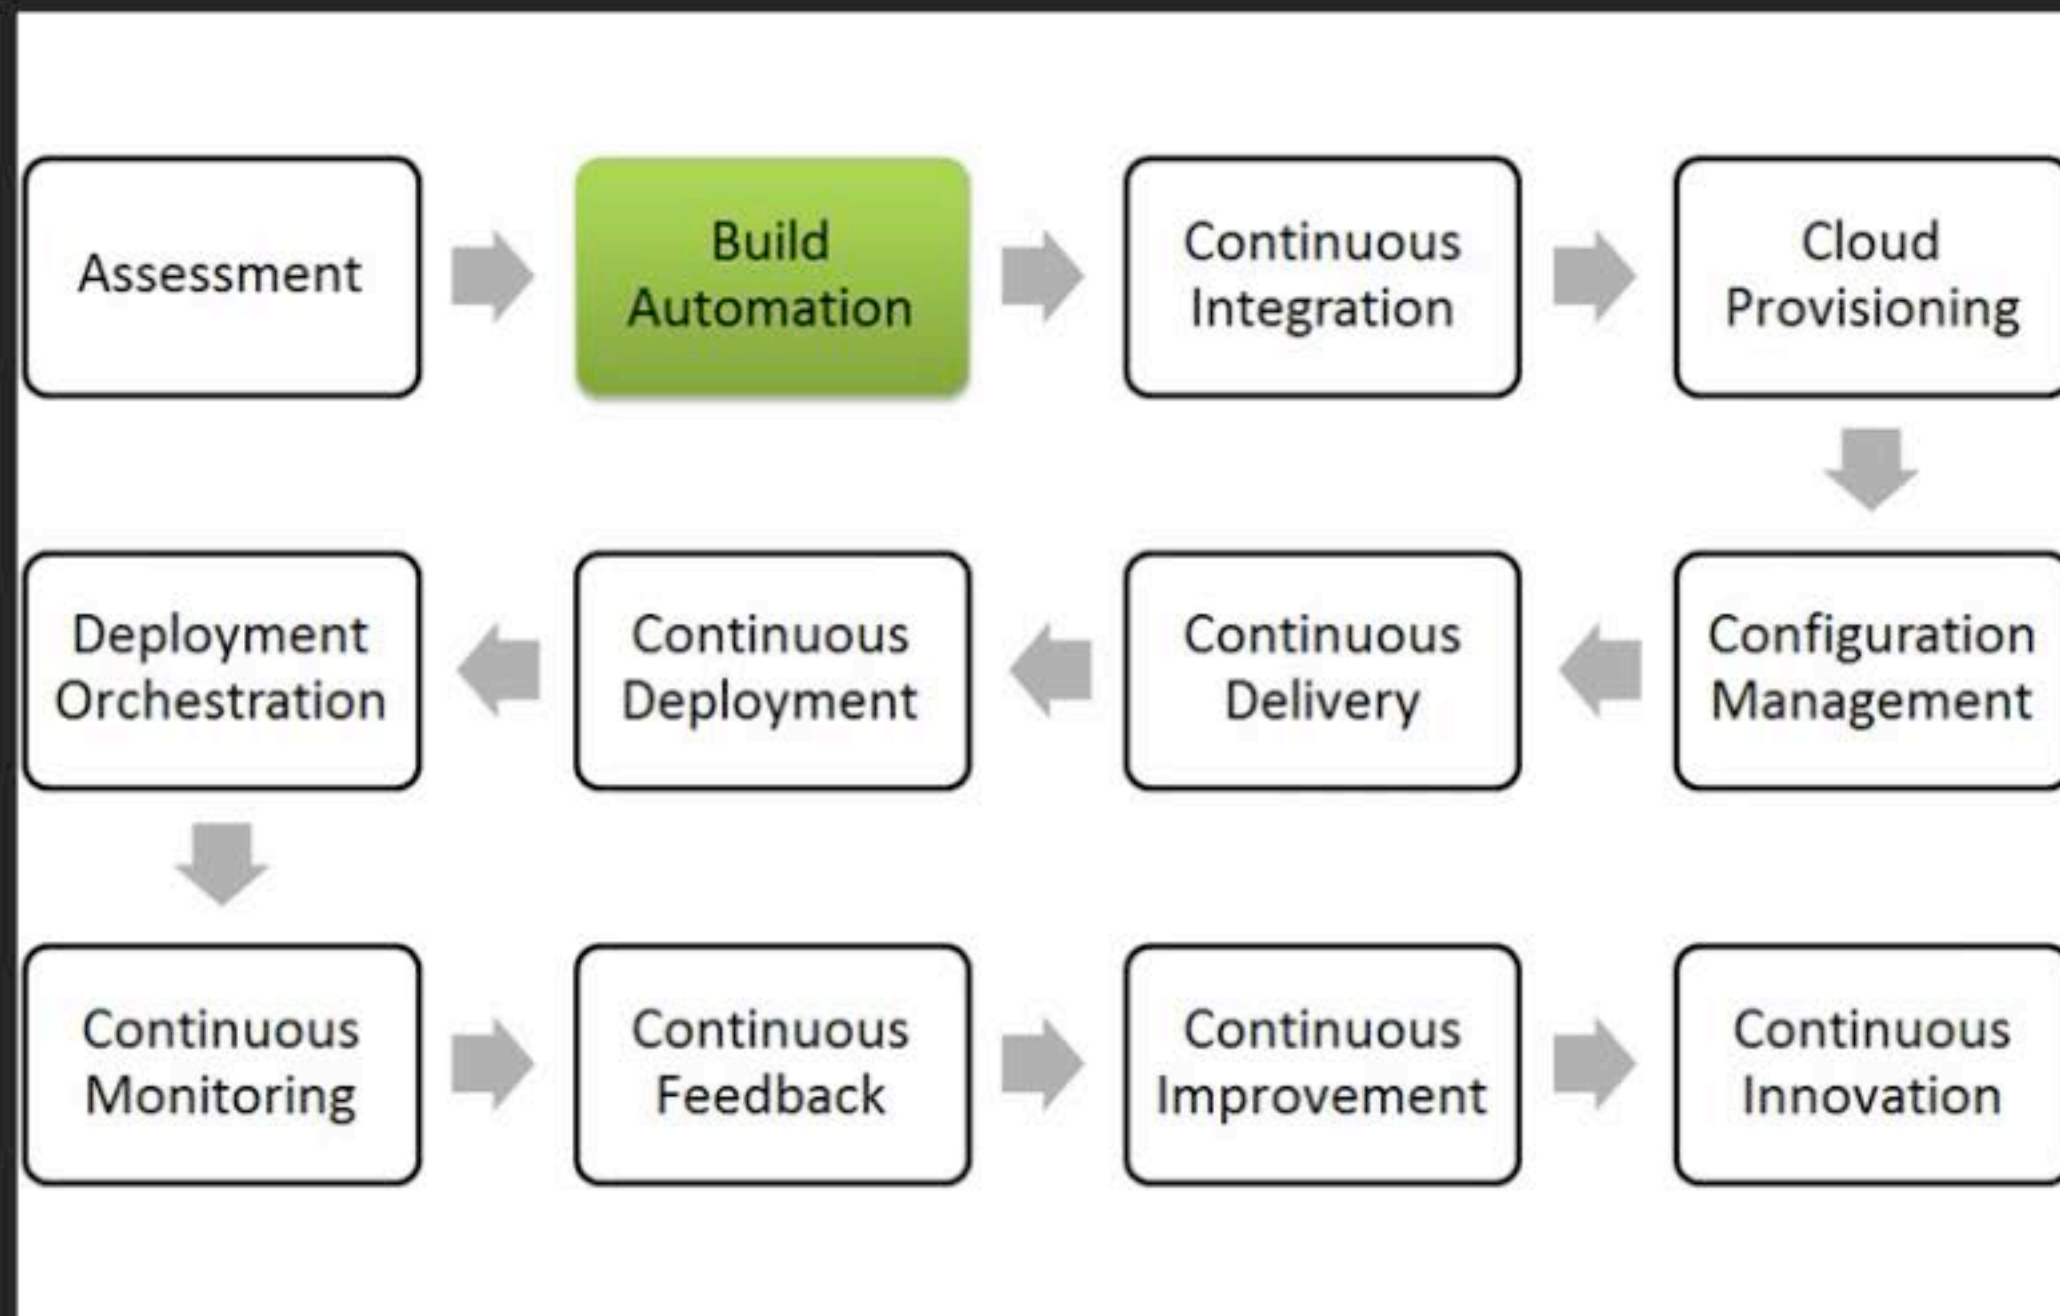 Assessment
Build
Automation
Continuous
Integration
Cloud
Provisioning
Configuration
Management
Continuous
Delivery
Continuous
Deployment
Deployment
Orchestration
Continuous
Monitoring
Continuous
Feedback
Continuous
Improvement
Continuous
Innovation